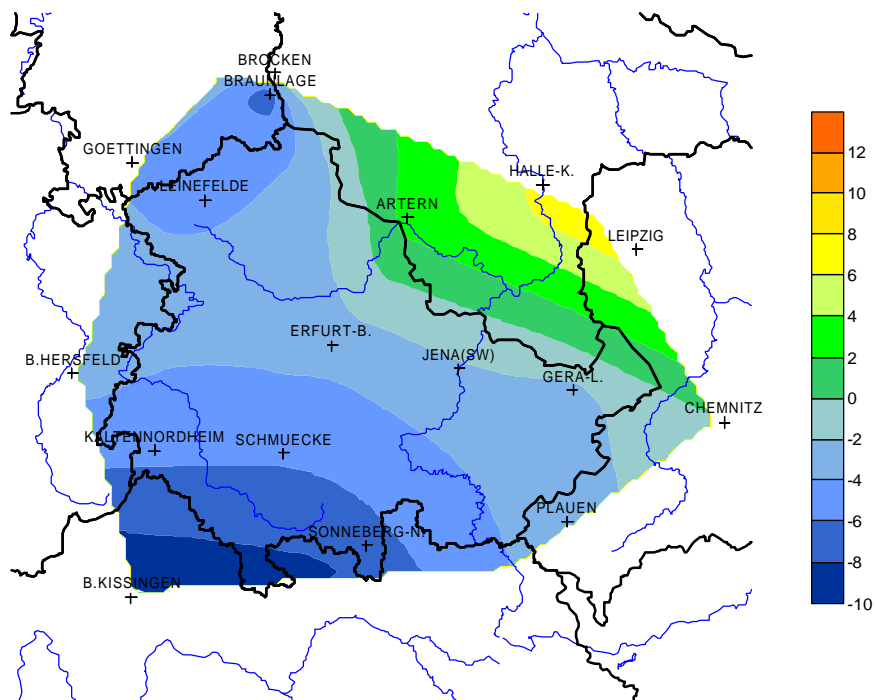 BROCKEN
BRAUNLAGE
GOETTINGEN
HALLE-K.
LEINEFELDE
ARTERN
LEIPZIG
ERFURT-B.
JENA(SW)
B.HERSFELD
GERA-L.
CHEMNITZ
KALTENNORDHEIM
SCHMUECKE
PLAUEN
SONNEBERG-N.
B.KISSINGEN
12
10
8
6
4
2
0
-2
-4
-6
-8
-10